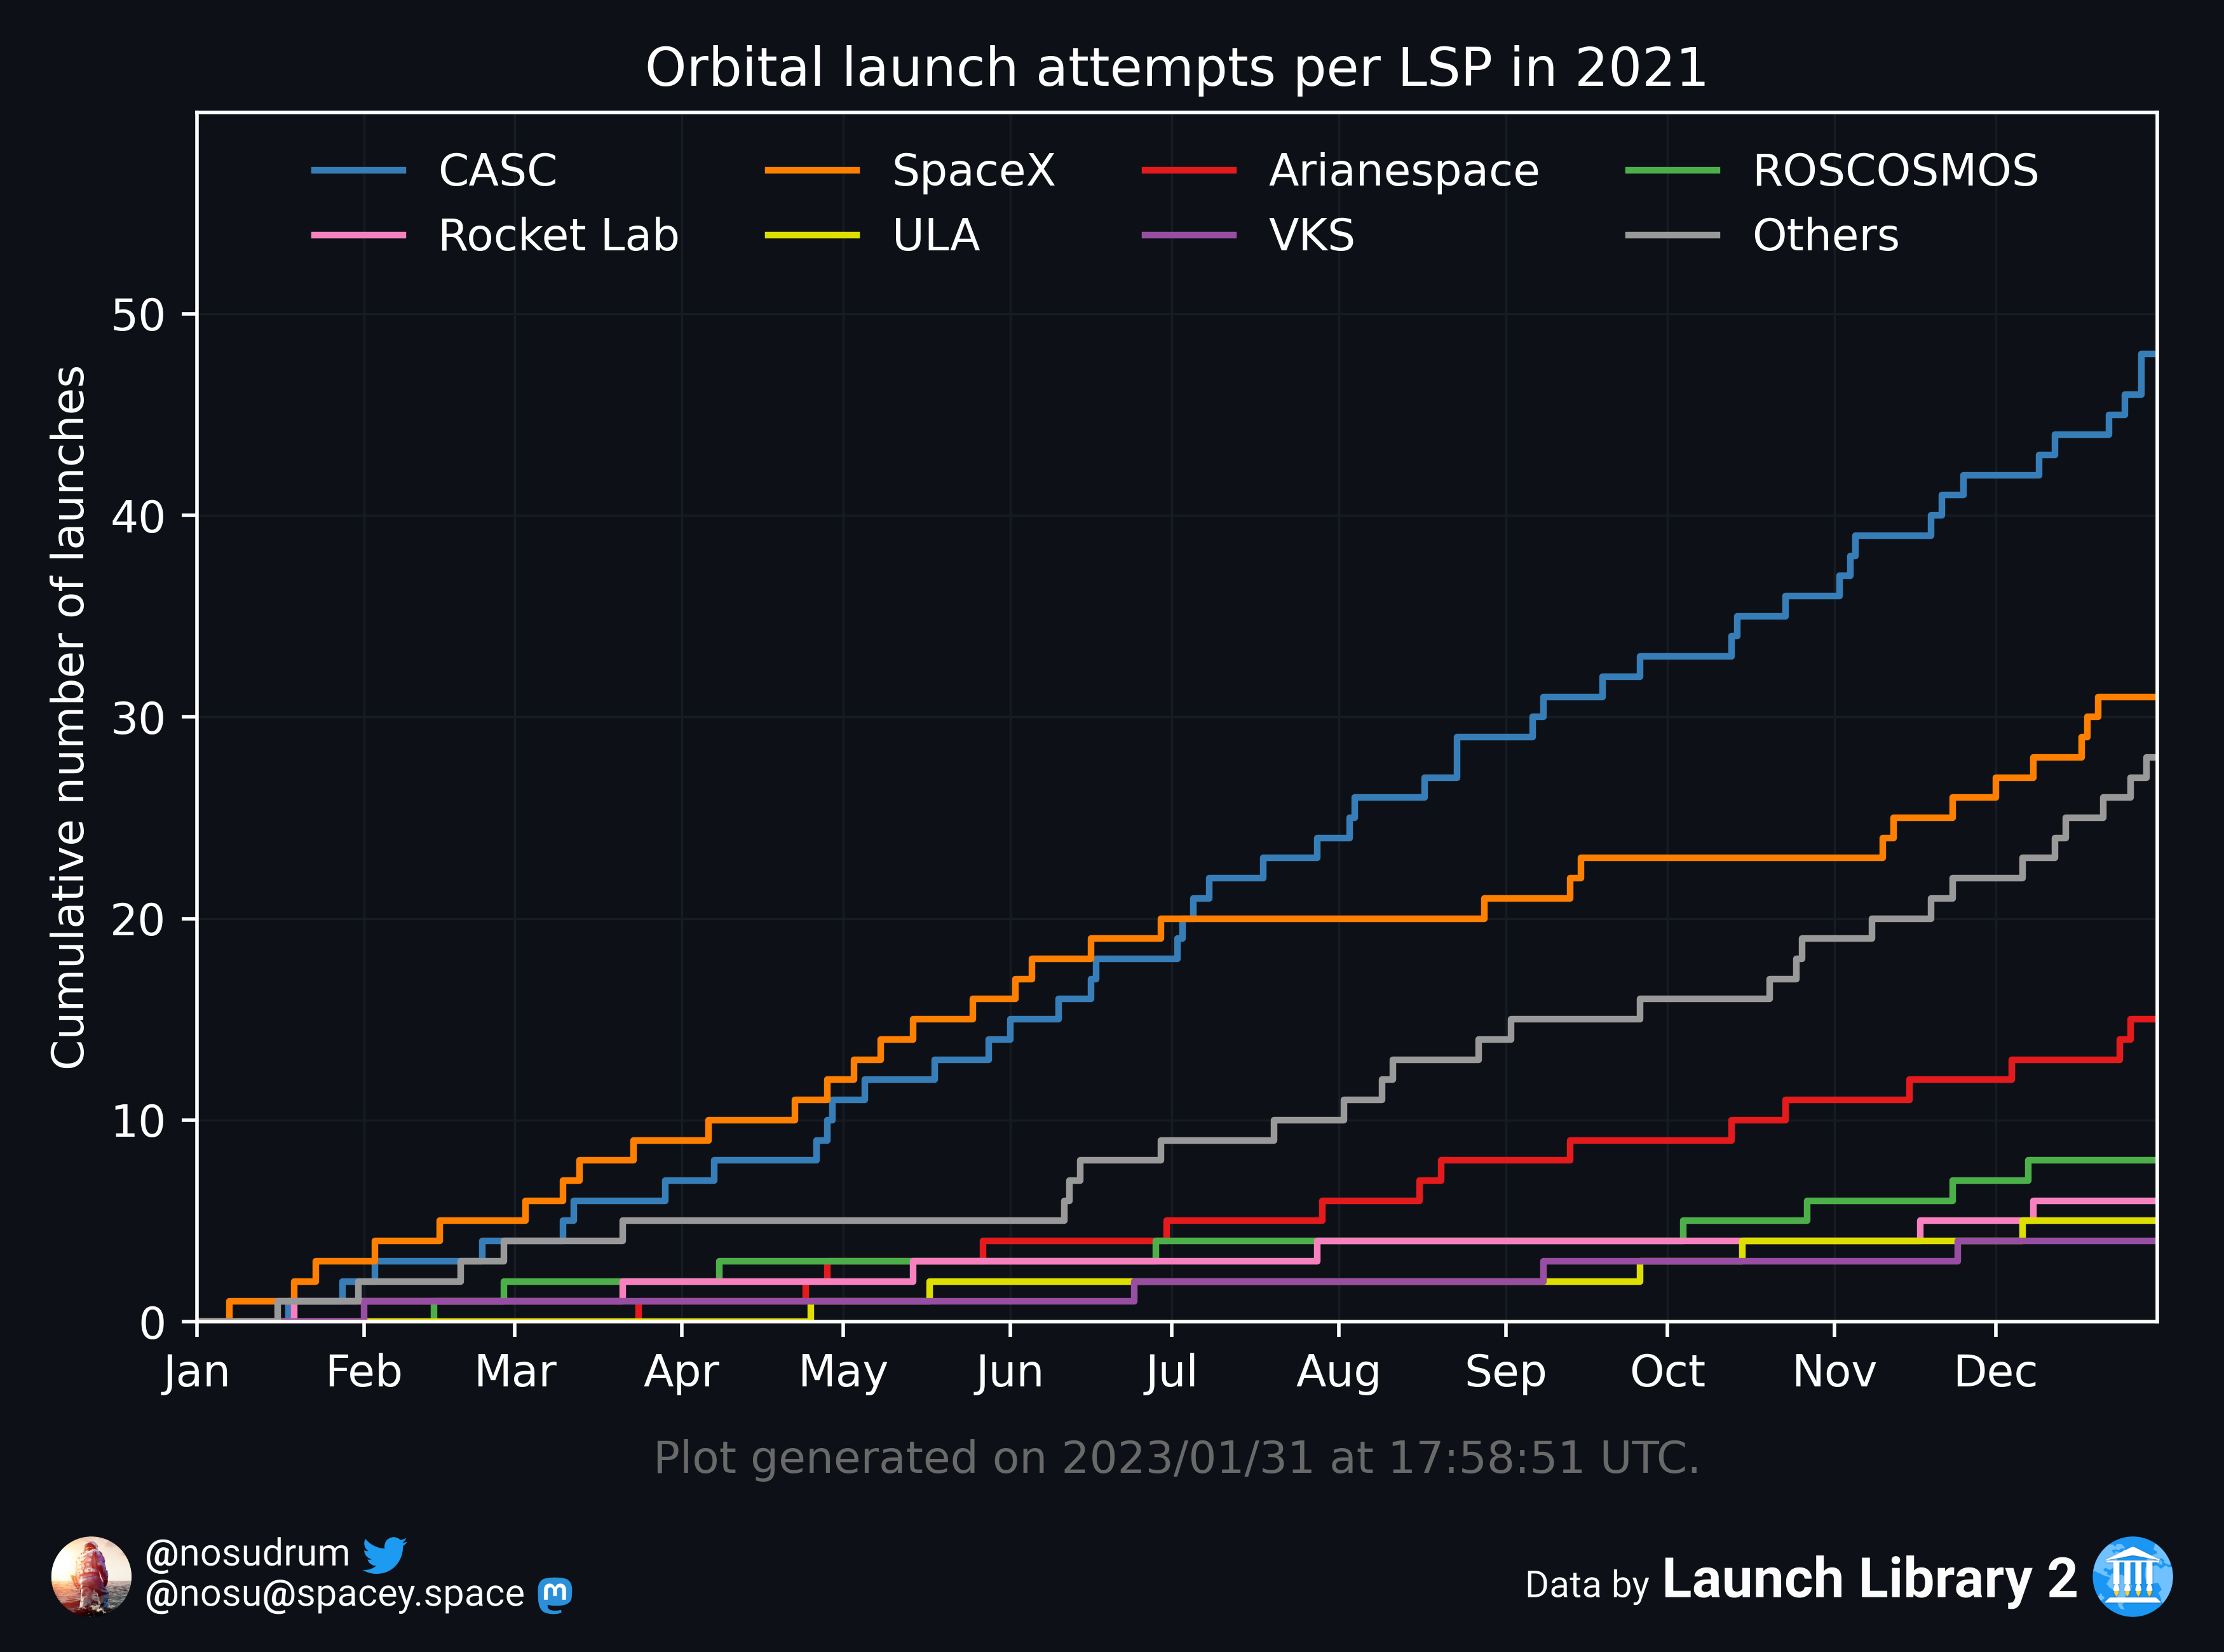 Orbital launch attempts per LSP in 2021
CASC SpaceX Arianespace ROSCOSMOS
Rocket Lab ULA VKS Others
Cumulative number of launches
50
40
30
20
10
0
Jan Feb Mar Apr May Jun Jul Aug Sep Oct Nov Dec
Plot generated on 2023/01/31 at 17:58:51 UTC.
@nosudrum
@nosu@spacey.space
Data by Launch Library 2